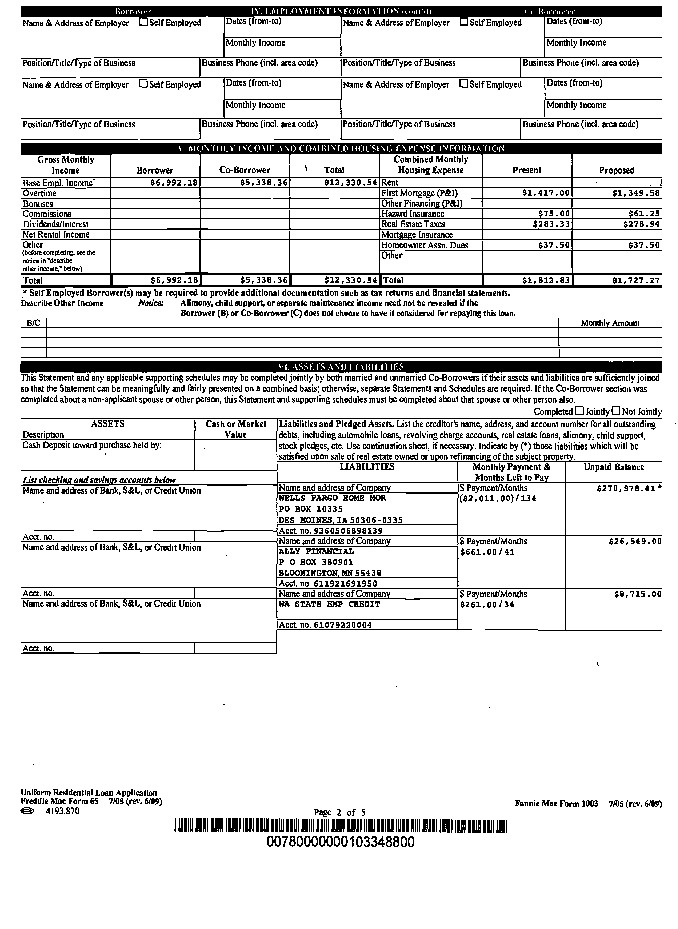 Borrower IV. EMPLOYMENT INFORMATION (cont'd) Co-Borrower
Name & Address of Employer Self Employed Dates (from-to) Name & Address of Employer Self Employed Dates (from-to)
Monthly Income Monthly Income
Position/Title/Type of Business Business Phone (incl. area code) Position/Title/Type of Business Business Phone (incl. area code)
Name & Address of Employer Self Employed Dates (from-to) Name & Address of Employer Self Employed Dates (from-to)
Monthly Income Monthly Income
Position/Title/Type of Business Business Phone (incl. area code) Position/Title/Type of Business Business Phone (incl. area code)
V. MONTHLY INCOME AND COMBINED HOUSING EXPENSE INFORMATION
Gross Monthly Income Borrower Co-Borrower Total Combined Monthly Housing Expense Present Proposed
Base Empl. Income* $6,992.18 $5,338.36 $12,330.54 Rent
Overtime First Mortgage (P&I) $1,417.00 $1,349.58
Bonuses Other Financing (P&I)
Commissions Hazard Insurance $75.00 $61.25
Dividends/Interest Real Estate Taxes $283.33 $278.94
Net Rental Income Mortgage Insurance
Other Homeowner Assn. Dues $37.50 $37.50
(before completing, see the Other
notice in "describe
other income," below)
Total $6,992.18 $5,338.36 $12,330.54 Total $1,812.83 $1,727.27
* Self Employed Borrower(s) may be required to provide additional documentation such as tax returns and financial statements.
Describe Other Income Notice: Alimony, child support, or separate maintenance income need not be revealed if the
Borrower (B) or Co-Borrower (C) does not choose to have it considered for repaying this loan.
B/C Monthly Amount
VI. ASSETS AND LIABILITIES
This Statement and any applicable supporting schedules may be completed jointly by both married and unmarried Co-Borrowers if their assets and liabilities are sufficiently joined
so that the Statement can be meaningfully and fairly presented on a combined basis; otherwise, separate Statements and Schedules are required. If the Co-Borrower section was
completed about a non-applicant spouse or other person, this Statement and supporting schedules must be completed about that spouse or other person also.
Completed Jointly Not Jointly
ASSETS Cash or Market Value
Description
Cash Deposit toward purchase held by:
Liabilities and Pledged Assets. List the creditor's name, address, and account number for all outstanding
debts, including automobile loans, revolving charge accounts, real estate loans, alimony, child support,
stock pledges, etc. Use continuation sheet, if necessary. Indicate by (*) those liabilities which will be
satisfied upon sale of real estate owned or upon refinancing of the subject property.
LIABILITIES Monthly Payment & Months Left to Pay Unpaid Balance
List checking and savings accounts below
Name and address of Bank, S&L, or Credit Union
Acct. no.
Name and address of Bank, S&L, or Credit Union
Acct. no.
Name and address of Bank, S&L, or Credit Union
Acct. no.
Name and address of Company $ Payment/Months $270,978.41*
WELLS FARGO HOME MOR ($2,011.00)/134
PO BOX 10335
DES MOINES, IA 50306-0335
Acct. no. 9360506898139
Name and address of Company $ Payment/Months $26,549.00
ALLY FINANCIAL $661.00/41
P O BOX 380901
BLOOMINGTON, MN 55438
Acct. no. 611921691950
Name and address of Company $ Payment/Months $8,715.00
WA STATE EMP CREDIT $261.00/34
Acct. no. 61079220004
Uniform Residential Loan Application
Freddie Mac Form 65 7/05 (rev. 6/09) Fannie Mae Form 1003 7/05 (rev. 6/09)
4193.870
Page 2 of 5
00780000000103348800